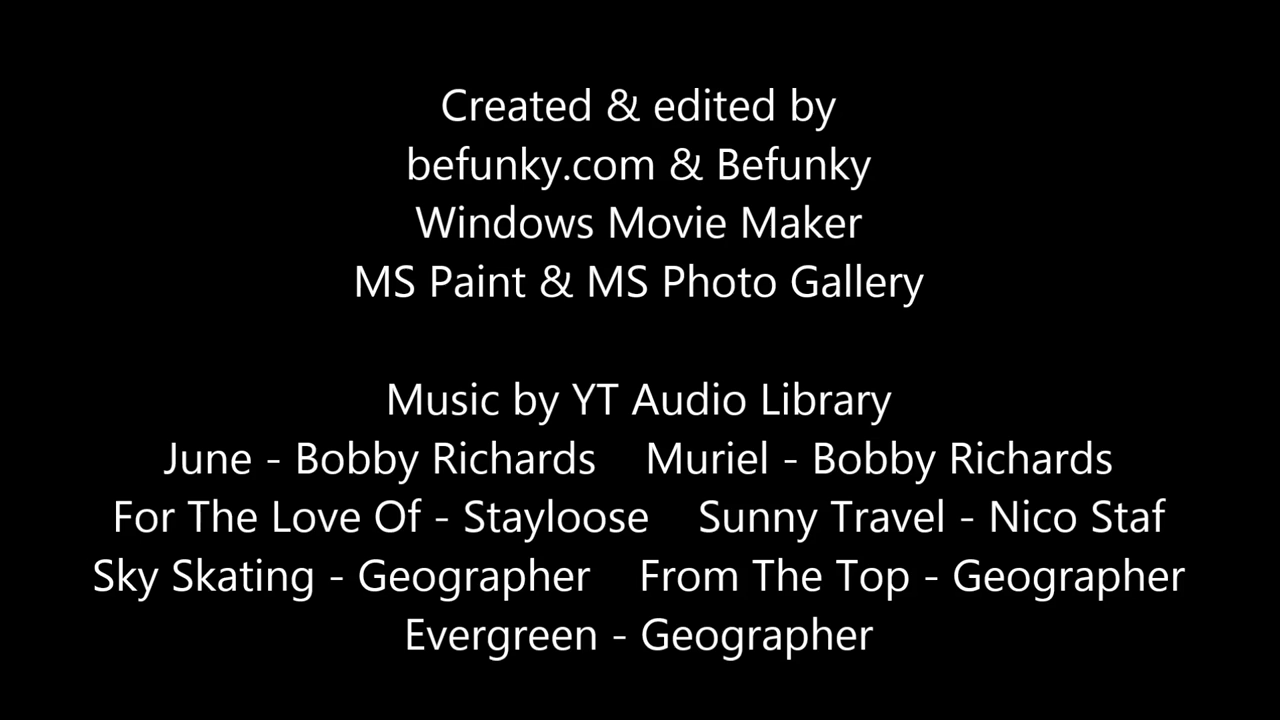 Created & edited by
befunky.com & Befunky
Windows Movie Maker
MS Paint & MS Photo Gallery
Music by YT Audio Library
June - Bobby Richards    Muriel - Bobby Richards
For The Love Of - Stayloose    Sunny Travel - Nico Staf
Sky Skating - Geographer    From The Top - Geographer
Evergreen - Geographer